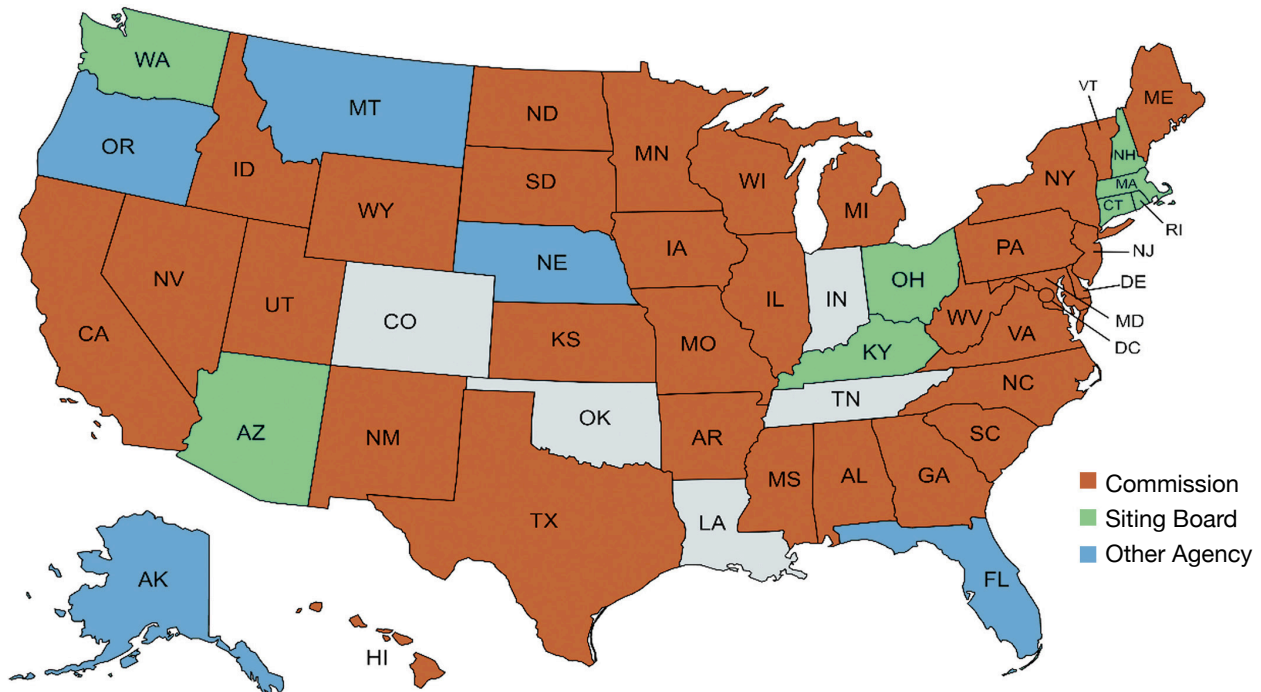 WA
MT
ND
MN
OR
ID
SD
WI
MI
VT
ME
NH
NY
MA
CT
RI
WY
IA
PA
NJ
NE
NV
UT
CO
IL
IN
OH
DE
WV
MD
DC
CA
KS
MO
KY
VA
NC
AZ
NM
OK
AR
TN
SC
TX
LA
MS
AL
GA
Commission
Siting Board
Other Agency
AK
HI
FL